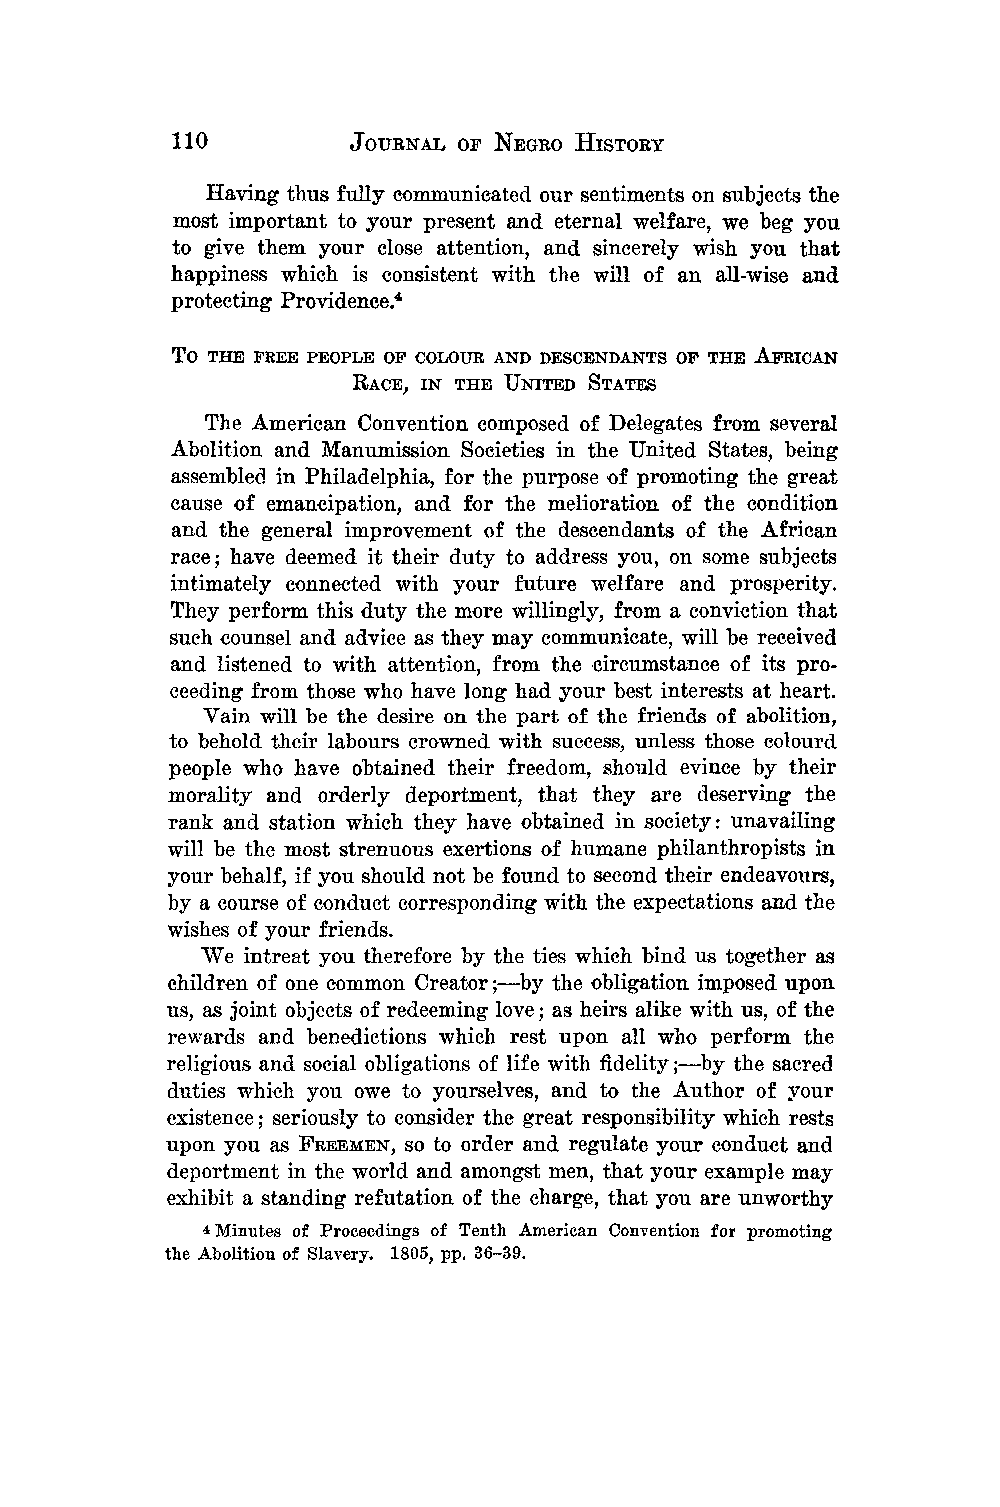 110 JOURNAL OF NEGRO HISTORY
Having thus fully communicated our sentiments on subjects the
most important to your present and eternal welfare, we beg you
to give them your close attention, and sincerely wish you that
happiness which is consistent with the will of an all-wise and
protecting Providence.⁴
TO THE FREE PEOPLE OF COLOUR AND DESCENDANTS OF THE AFRICAN
RACE, IN THE UNITED STATES
The American Convention composed of Delegates from several
Abolition and Manumission Societies in the United States, being
assembled in Philadelphia, for the purpose of promoting the great
cause of emancipation, and for the melioration of the condition
and the general improvement of the descendants of the African
race; have deemed it their duty to address you, on some subjects
intimately connected with your future welfare and prosperity.
They perform this duty the more willingly, from a conviction that
such counsel and advice as they may communicate, will be received
and listened to with attention, from the circumstance of its pro-
ceeding from those who have long had your best interests at heart.
Vain will be the desire on the part of the friends of abolition,
to behold their labours crowned with success, unless those colourd
people who have obtained their freedom, should evince by their
morality and orderly deportment, that they are deserving the
rank and station which they have obtained in society: unavailing
will be the most strenuous exertions of humane philanthropists in
your behalf, if you should not be found to second their endeavours,
by a course of conduct corresponding with the expectations and the
wishes of your friends.
We intreat you therefore by the ties which bind us together as
children of one common Creator;—by the obligation imposed upon
us, as joint objects of redeeming love; as heirs alike with us, of the
rewards and benedictions which rest upon all who perform the
religious and social obligations of life with fidelity;—by the sacred
duties which you owe to yourselves, and to the Author of your
existence; seriously to consider the great responsibility which rests
upon you as FREEMEN, so to order and regulate your conduct and
deportment in the world and amongst men, that your example may
exhibit a standing refutation of the charge, that you are unworthy
⁴ Minutes of Proceedings of Tenth American Convention for promoting
the Abolition of Slavery. 1805, pp. 36-39.